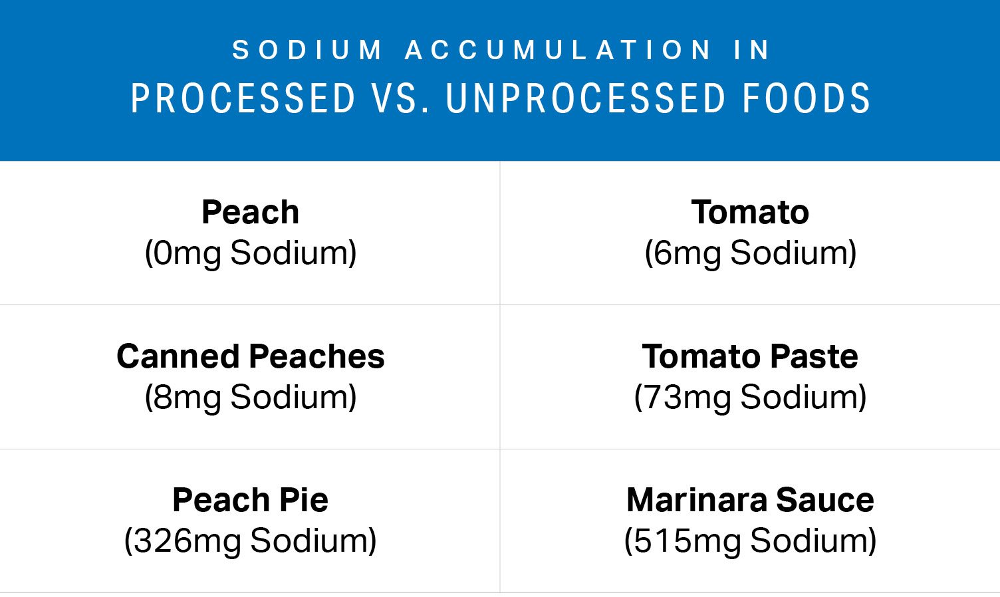 SODIUM ACCUMULATION IN
PROCESSED VS. UNPROCESSED FOODS
Peach
(0mg Sodium)
Tomato
(6mg Sodium)
Canned Peaches
(8mg Sodium)
Tomato Paste
(73mg Sodium)
Peach Pie
(326mg Sodium)
Marinara Sauce
(515mg Sodium)